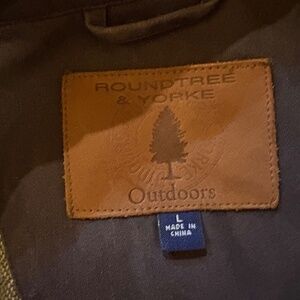 ROUNDTREE
& YORKE
Outdoors
L
MADE IN
CHINA